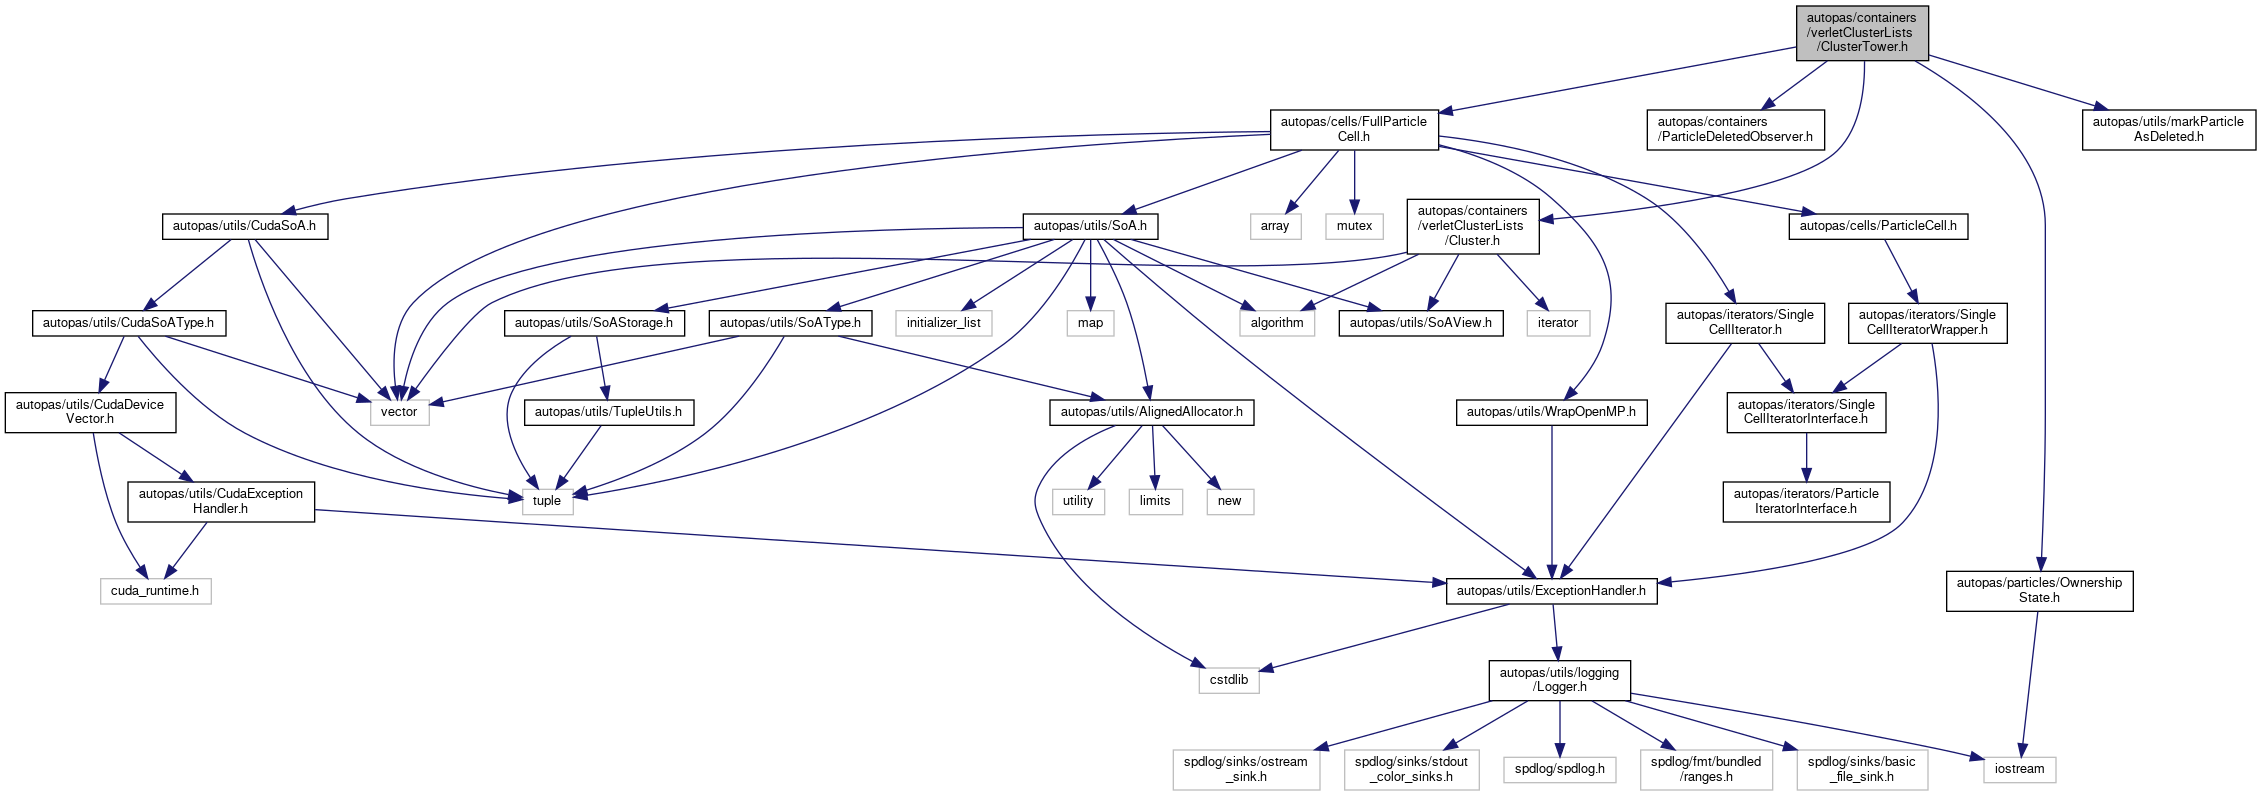 autopas/containers
/verletClusterLists
/ClusterTower.h
autopas/cells/FullParticle
Cell.h
autopas/containers
/ParticleDeletedObserver.h
autopas/utils/markParticle
AsDeleted.h
autopas/utils/CudaSoA.h
autopas/utils/SoA.h
array
mutex
autopas/containers
/verletClusterLists
/Cluster.h
autopas/cells/ParticleCell.h
autopas/utils/CudaSoAType.h
autopas/utils/SoAStorage.h
autopas/utils/SoAType.h
initializer_list
map
algorithm
autopas/utils/SoAView.h
iterator
autopas/iterators/Single
CellIterator.h
autopas/iterators/Single
CellIteratorWrapper.h
autopas/utils/CudaDevice
Vector.h
vector
autopas/utils/TupleUtils.h
autopas/utils/AlignedAllocator.h
autopas/utils/WrapOpenMP.h
autopas/iterators/Single
CellIteratorInterface.h
autopas/utils/CudaException
Handler.h
tuple
utility
limits
new
autopas/iterators/Particle
IteratorInterface.h
cuda_runtime.h
autopas/utils/ExceptionHandler.h
autopas/particles/Ownership
State.h
cstdlib
autopas/utils/logging
/Logger.h
spdlog/sinks/ostream
_sink.h
spdlog/sinks/stdout
_color_sinks.h
spdlog/spdlog.h
spdlog/fmt/bundled
/ranges.h
spdlog/sinks/basic
_file_sink.h
iostream